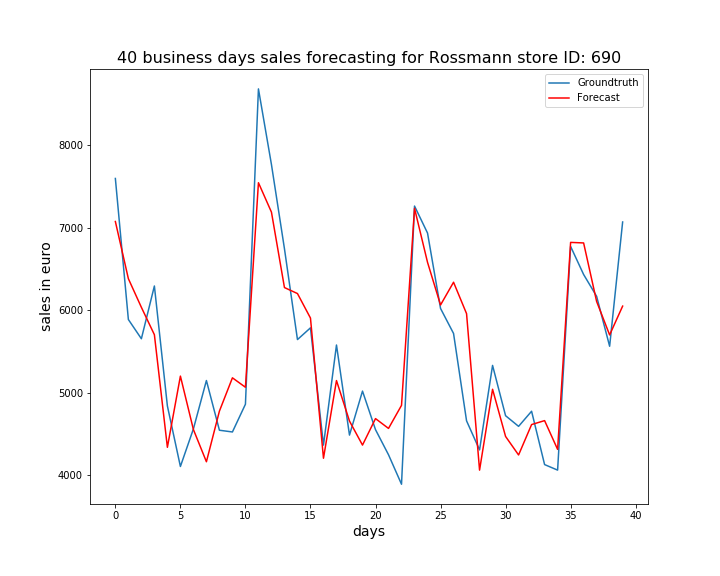 40 business days sales forecasting for Rossmann store ID: 690
Groundtruth
Forecast
sales in euro
8000
7000
6000
5000
4000
0 5 10 15 20 25 30 35 40
days